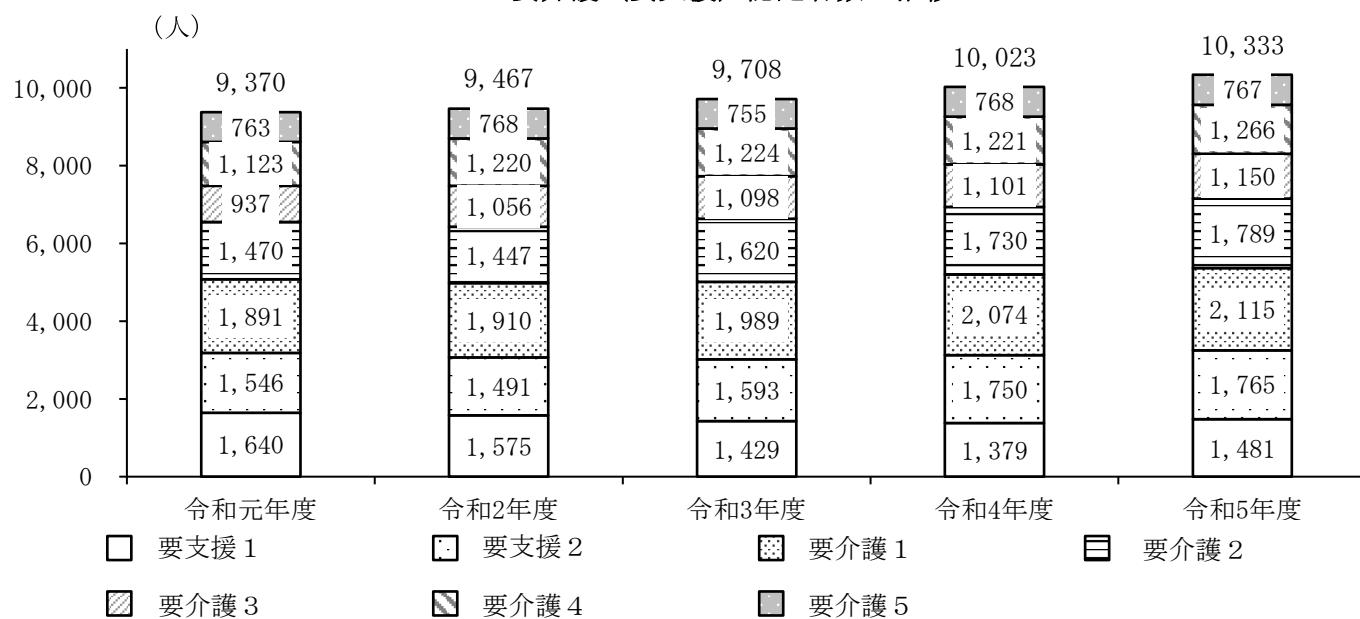 (人)
9,370 9,467 9,708 10,023 10,333
10,000
763 768 755 768 767
1,123 1,220 1,224 1,221 1,266
8,000
937 1,056 1,098 1,101 1,150
6,000
1,470 1,447 1,620 1,730 1,789
4,000
1,891 1,910 1,989 2,074 2,115
1,546 1,491 1,593 1,750 1,765
2,000
1,640 1,575 1,429 1,379 1,481
0
令和元年度 令和2年度 令和3年度 令和4年度 令和5年度
要支援１ 要支援２ 要介護１ 要介護２
要介護３ 要介護４ 要介護５